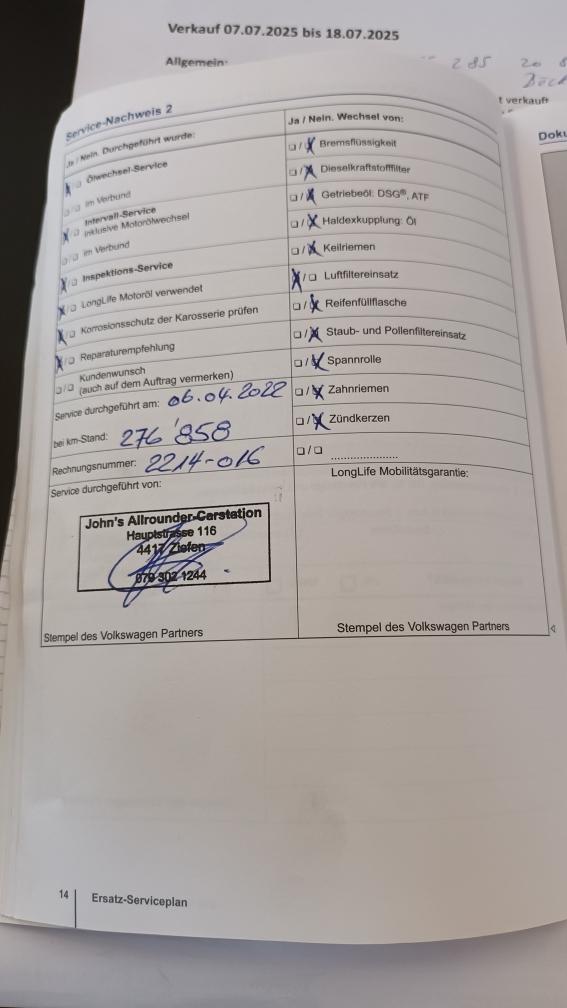 Verkauf 07.07.2025 bis 18.07.2025
Allgemein:
285 20
t verkauft
Doku
Service-Nachweis 2
Ja / Nein. Durchgeführt wurde:
X/❏ Ölwechsel-Service
❏/❏ im Verbund
X/❏ Intervall-Service
inklusive Motorölwechsel
❏/❏ im Verbund
X/❏ Inspektions-Service
X/❏ LongLife Motoröl verwendet
X/❏ Korrosionsschutz der Karosserie prüfen
X/❏ Reparaturempfehlung
❏/❏ Kundenwunsch
(auch auf dem Auftrag vermerken)
Service durchgeführt am: 06.04.2022
bei km-Stand: 276'858
Rechnungsnummer: 2214-016
Service durchgeführt von:
John's Allrounder-Carstation
Hauptstrasse 116
4417 Ziefen
079 302 1244
Stempel des Volkswagen Partners
Ja / Nein. Wechsel von:
❏/X Bremsflüssigkeit
❏/X Dieselkraftstofffilter
❏/X Getriebeöl: DSG®, ATF
❏/X Haldexkupplung: Öl
❏/X Keilriemen
X/❏ Luftfiltereinsatz
❏/X Reifenfüllflasche
❏/X Staub- und Pollenfiltereinsatz
❏/X Spannrolle
❏/X Zahnriemen
❏/X Zündkerzen
❏/❏ ......................
LongLife Mobilitätsgarantie:
Stempel des Volkswagen Partners
14 Ersatz-Serviceplan